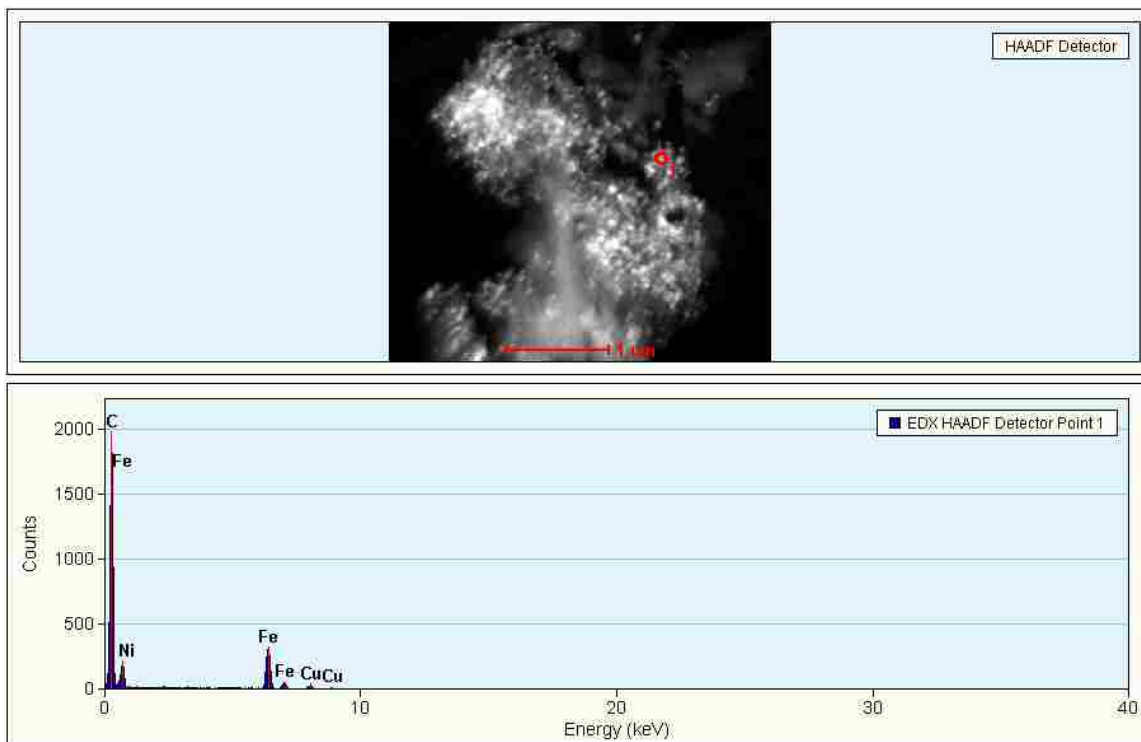 HAADF Detector
1
1 um
EDX HAADF Detector Point 1
C
Fe
Ni
Fe
Fe
Cu
Cu
2000
1500
1000
500
0
0 10 20 30 40
Counts
Energy (keV)